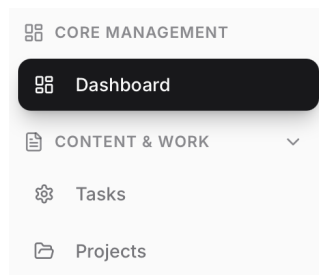 CORE MANAGEMENT
Dashboard
CONTENT & WORK
Tasks
Projects